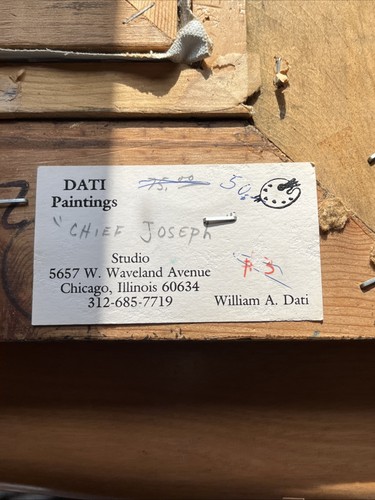 DATI 75.00 50.
Paintings
"CHIEF JOSEPH
Studio
5657 W. Waveland Avenue
Chicago, Illinois 60634
312-685-7719 William A. Dati